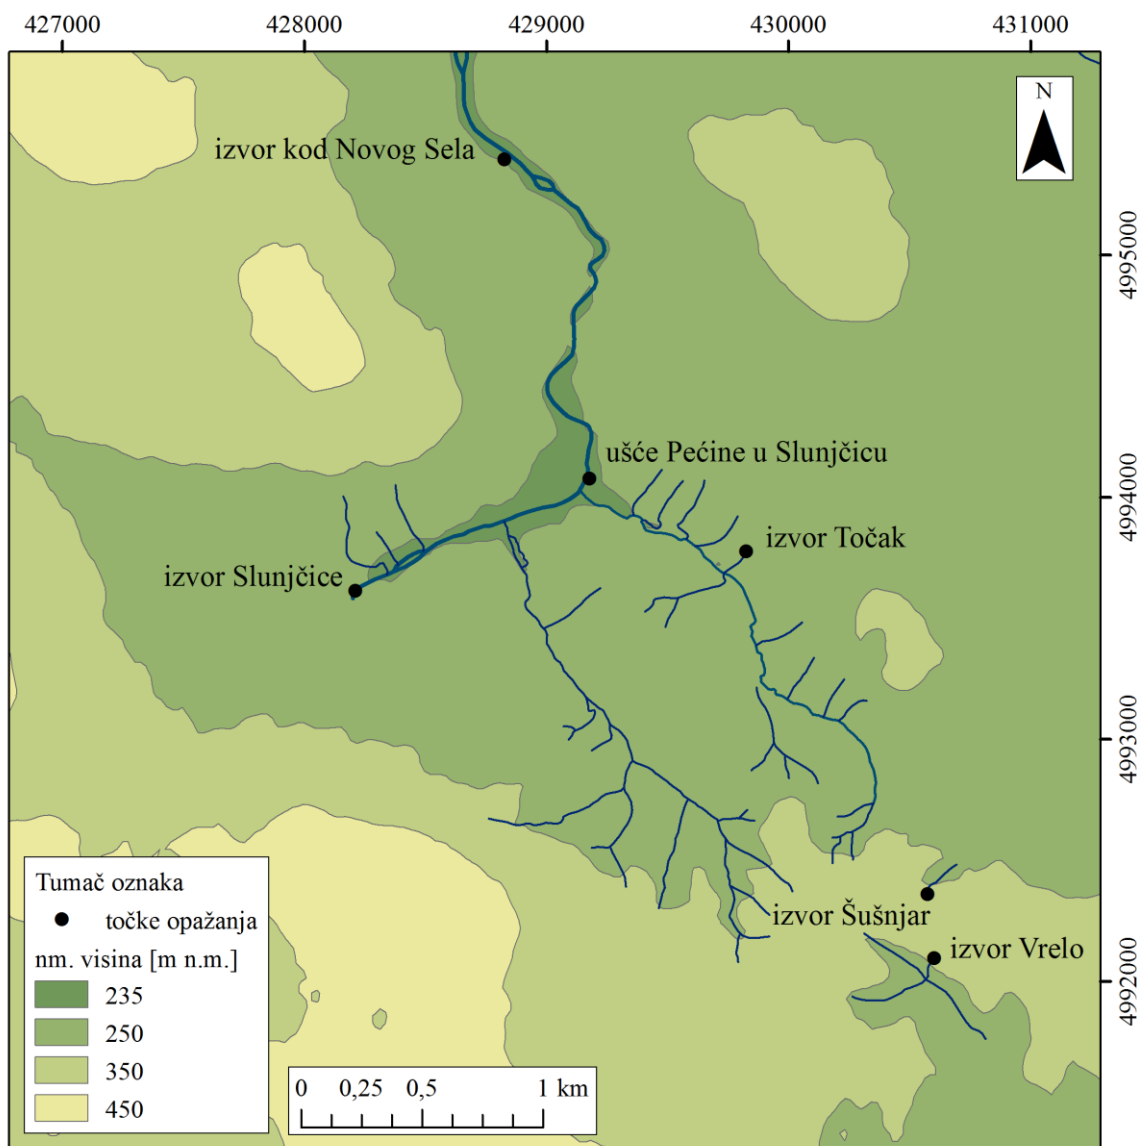 427000 428000 429000 430000 431000
N
izvor kod Novog Sela
4995000
ušće Pećine u Slunjčicu
4994000
izvor Točak
izvor Slunjčice
4993000
izvor Šušnjar
izvor Vrelo
4992000
Tumač oznaka
točke opažanja
nm. visina [m n.m.]
235
250
350
450
0 0,25 0,5 1 km